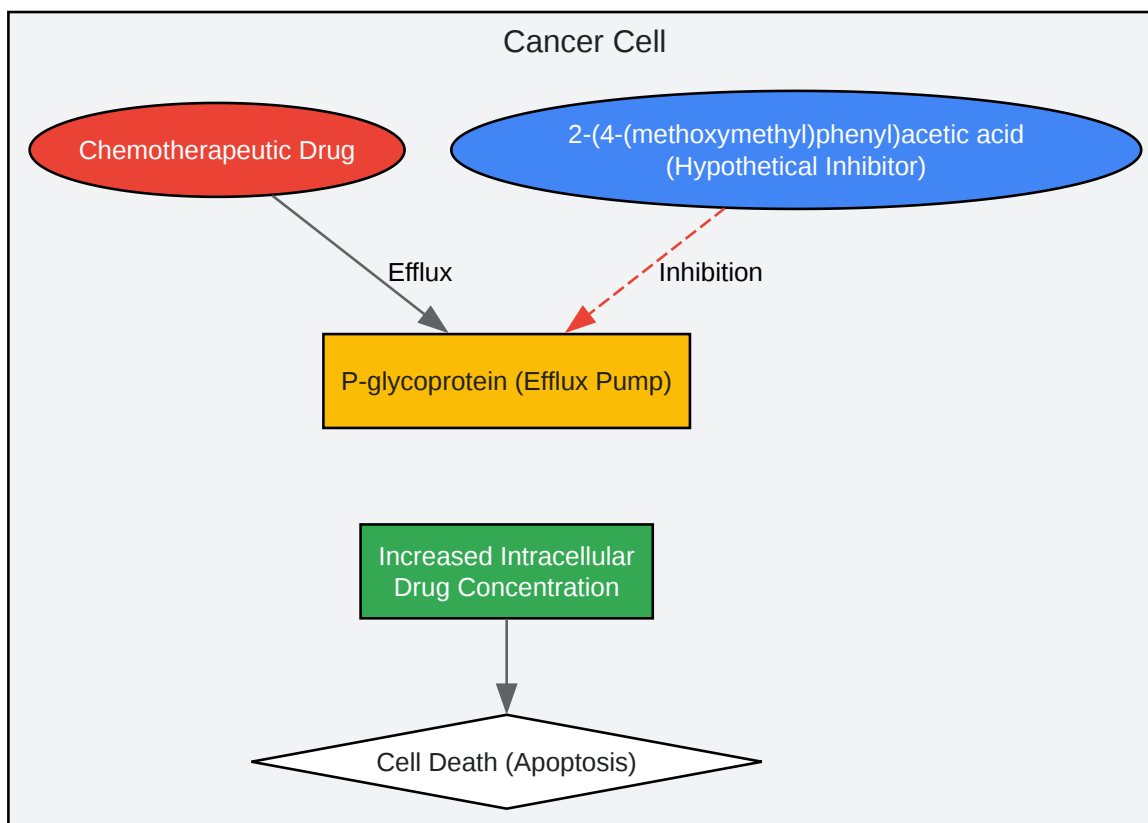 Cancer Cell
Chemotherapeutic Drug
2-(4-(methoxymethyl)phenyl)acetic acid
(Hypothetical Inhibitor)
Efflux
Inhibition
P-glycoprotein (Efflux Pump)
Increased Intracellular
Drug Concentration
Cell Death (Apoptosis)